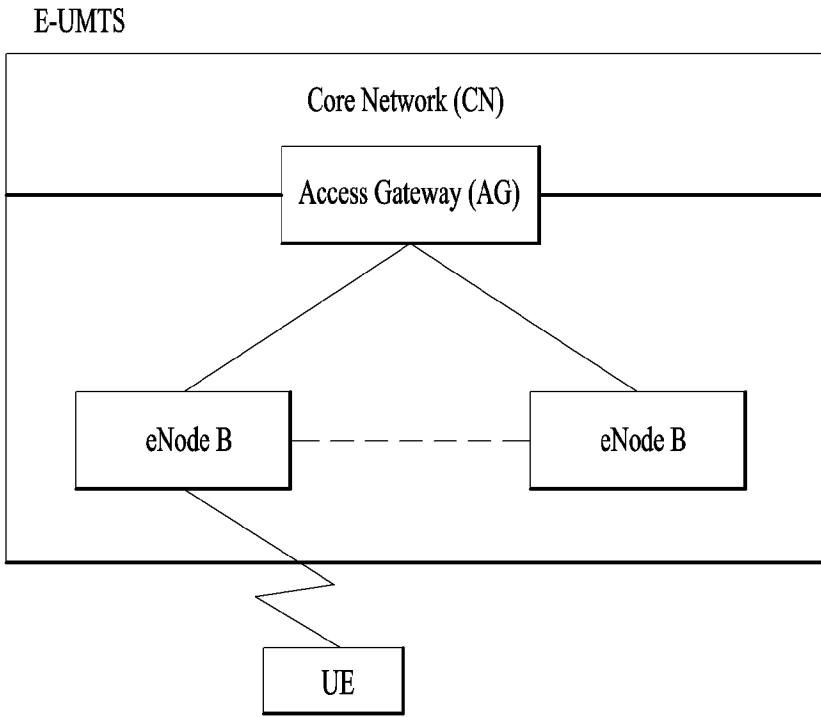 E-UMTS
Core Network (CN)
Access Gateway (AG)
eNode B
eNode B
UE